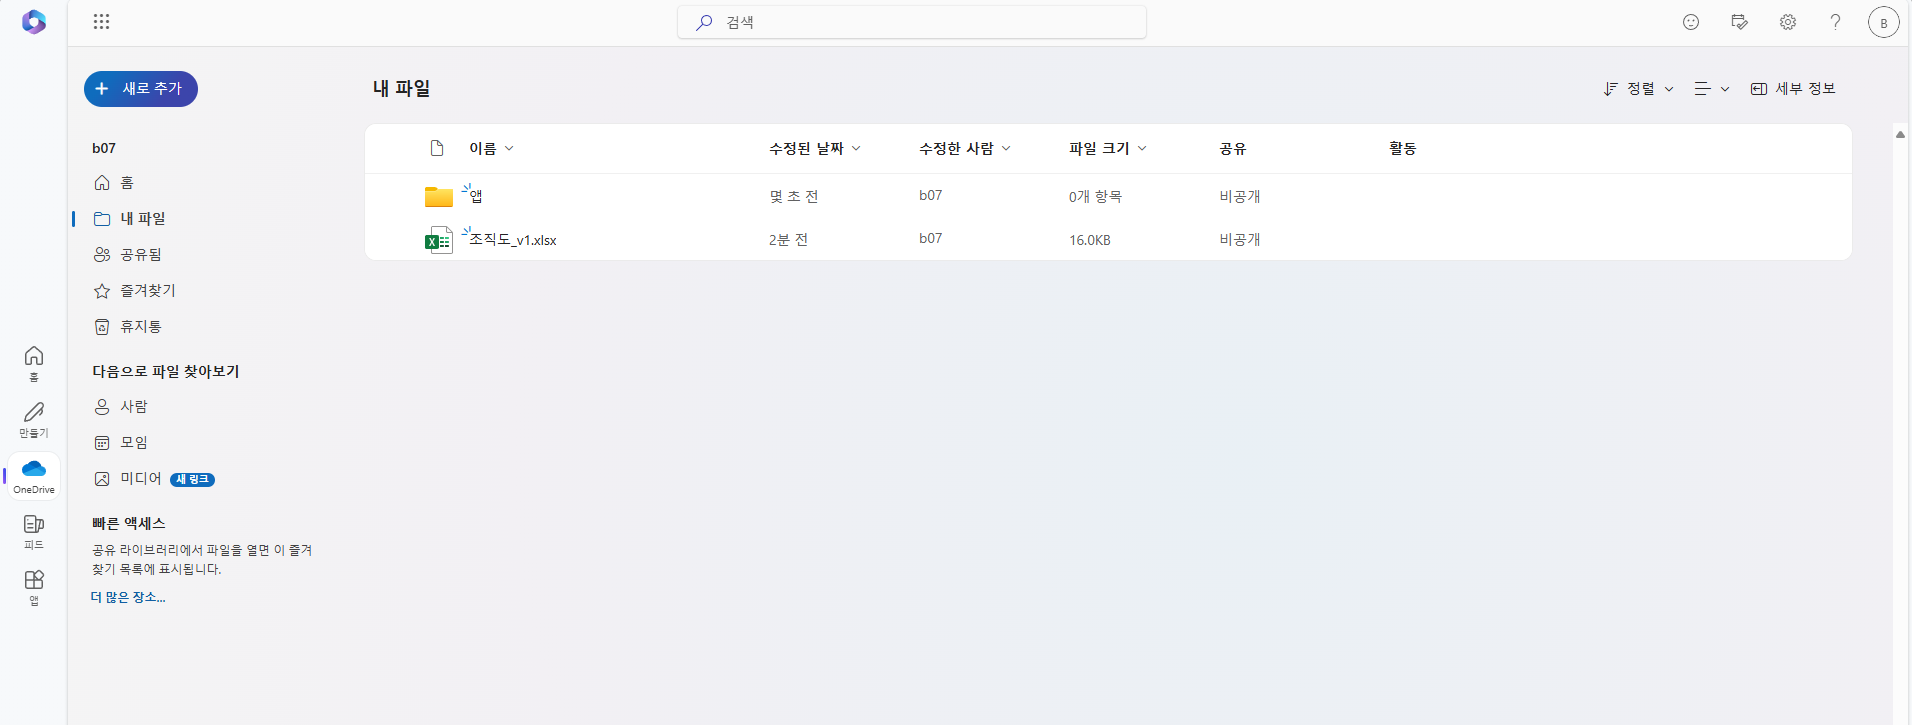 검색
B
새로 추가
내 파일
정렬
세부 정보
b07
홈
내 파일
공유됨
즐겨찾기
휴지통
다음으로 파일 찾아보기
사람
모임
미디어 새 링크
빠른 액세스
공유 라이브러리에서 파일을 열면 이 즐겨
찾기 목록에 표시됩니다.
더 많은 장소...
홈
만들기
OneDrive
피드
앱
이름 수정된 날짜 수정한 사람 파일 크기 공유 활동
앱 몇 초 전 b07 0개 항목 비공개
조직도_v1.xlsx 2분 전 b07 16.0KB 비공개